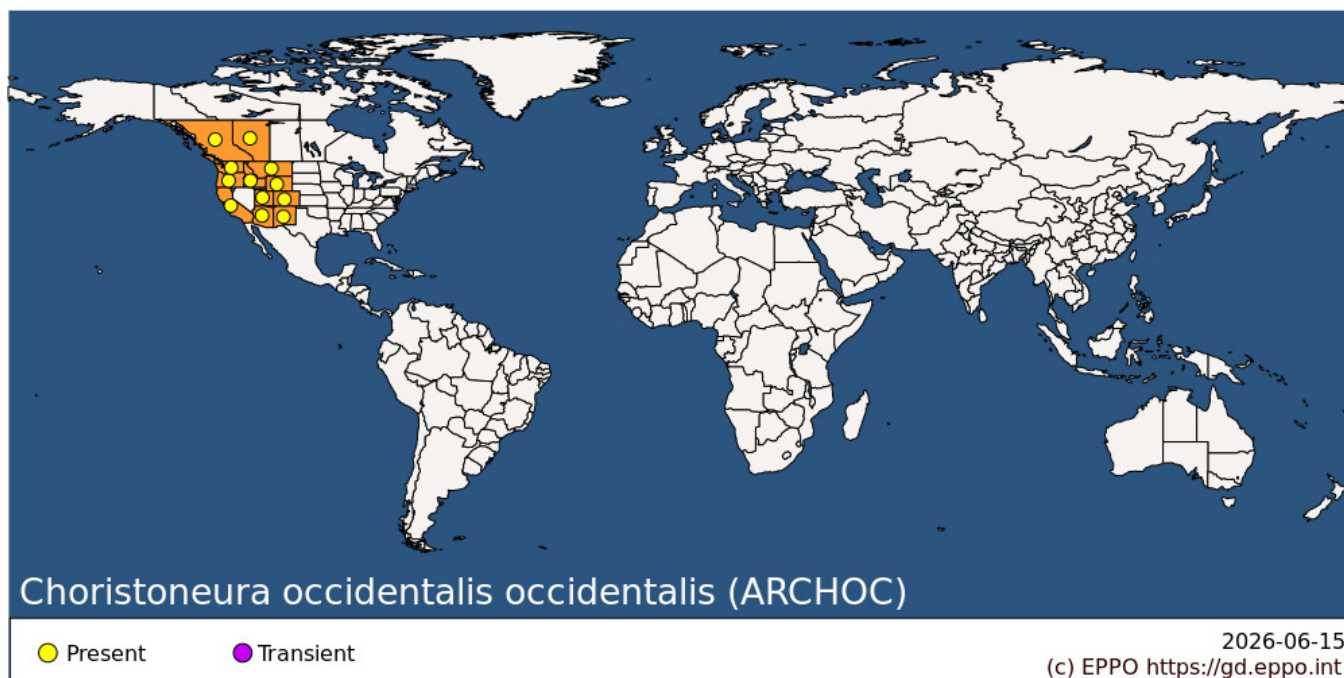 Choristoneura occidentalis occidentalis (ARCHOC)
Present
Transient
2026-06-15
(c) EPPO https://gd.eppo.int